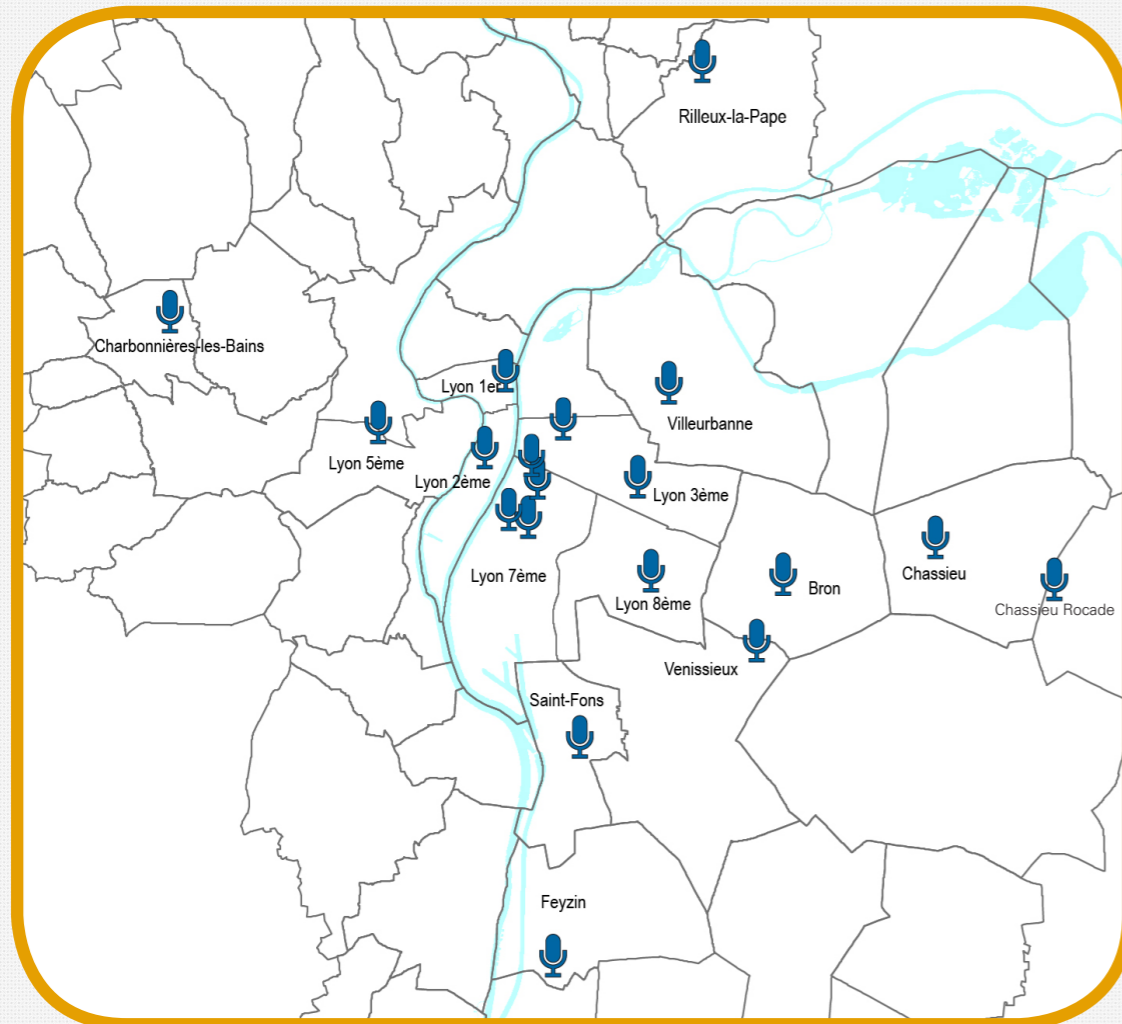 Rilleux-la-Pape
Charbonnières-les-Bains
Lyon 1er
Villeurbanne
Lyon 5ème
Lyon 2ème
Lyon 3ème
Chassieu
Lyon 7ème
Bron
Lyon 8ème
Chassieu Rocade
Venissieux
Saint-Fons
Feyzin